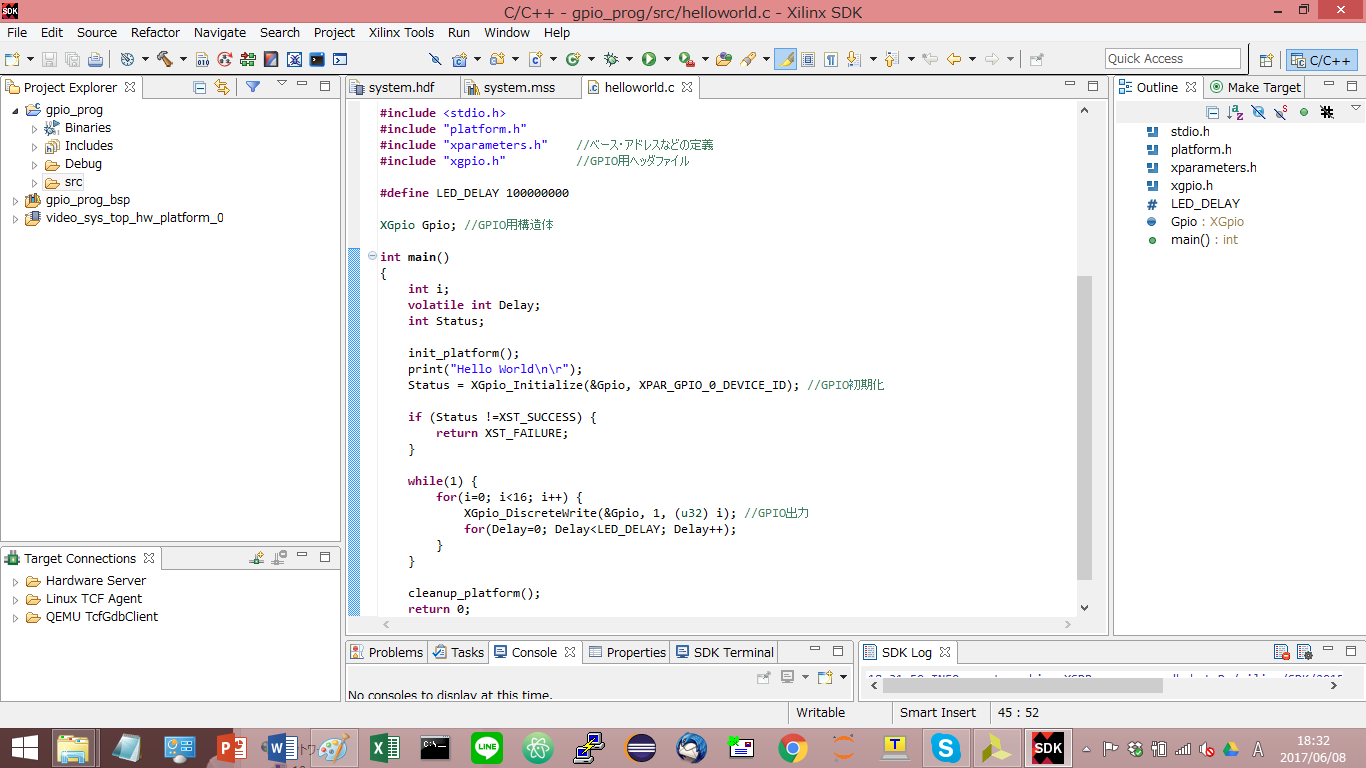 SDK
C/C++ - gpio_prog/src/helloworld.c - Xilinx SDK
File Edit Source Refactor Navigate Search Project Xilinx Tools Run Window Help
Quick Access
C/C++
Project Explorer
gpio_prog
Binaries
Includes
Debug
src
gpio_prog_bsp
video_sys_top_hw_platform_0
system.hdf system.mss helloworld.c
#include <stdio.h>
#include "platform.h"
#include "xparameters.h" //ベース・アドレスなどの定義
#include "xgpio.h" //GPIO用ヘッダファイル
#define LED_DELAY 100000000
XGpio Gpio; //GPIO用構造体
int main()
{
int i;
volatile int Delay;
int Status;
init_platform();
print("Hello World\n\r");
Status = XGpio_Initialize(&Gpio, XPAR_GPIO_0_DEVICE_ID); //GPIO初期化
if (Status !=XST_SUCCESS) {
return XST_FAILURE;
}
while(1) {
for(i=0; i<16; i++) {
XGpio_DiscreteWrite(&Gpio, 1, (u32) i); //GPIO出力
for(Delay=0; Delay<LED_DELAY; Delay++);
}
}
cleanup_platform();
return 0;
Outline Make Target
stdio.h
platform.h
xparameters.h
xgpio.h
LED_DELAY
Gpio : XGpio
main() : int
Target Connections
Hardware Server
Linux TCF Agent
QEMU TcfGdbClient
Problems Tasks Console Properties SDK Terminal
No consoles to display at this time.
SDK Log
Writable Smart Insert 45 : 52
LINE
SDK
A
18:32
2017/06/08